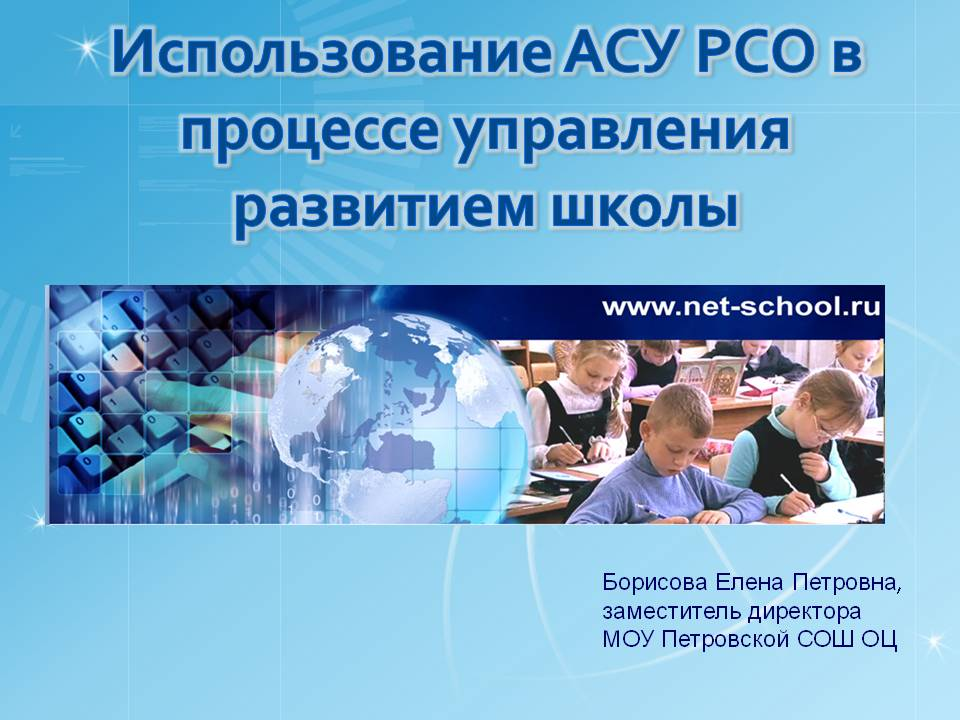 Использование АСУ РСО в
процессе управления
развитием школы
www.net-school.ru
Борисова Елена Петровна,
заместитель директора
МОУ Петровской СОШ ОЦ